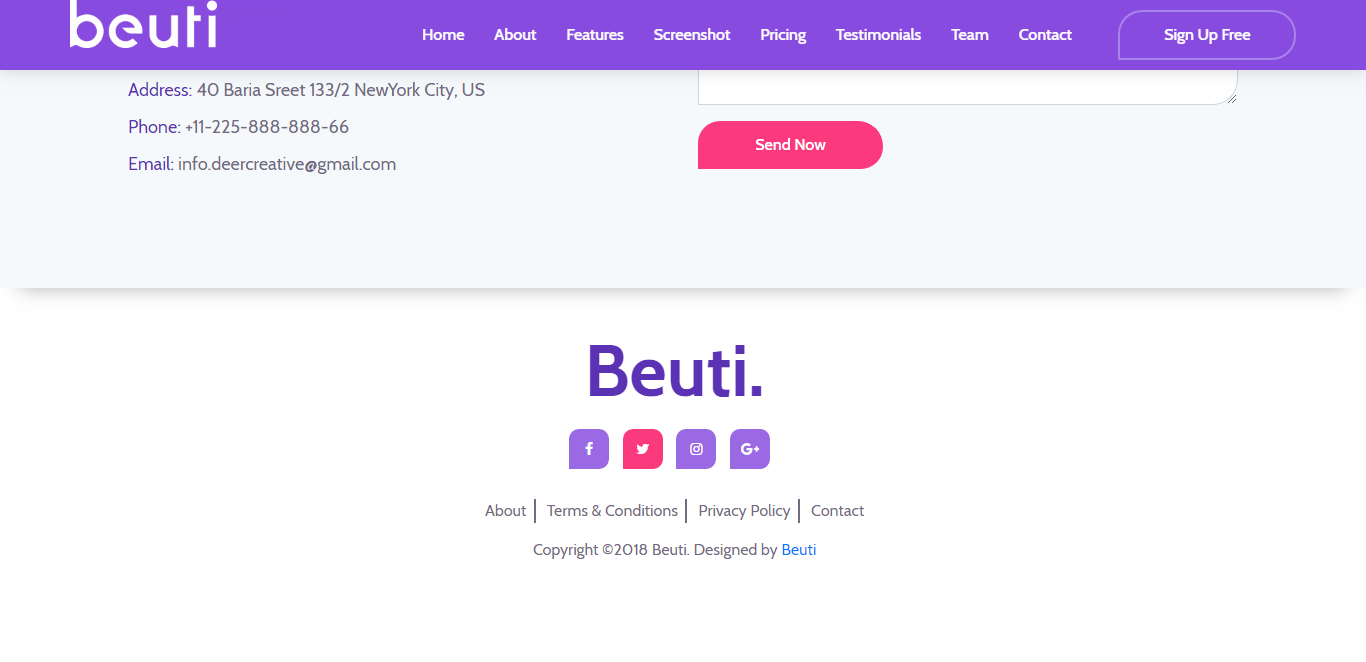 beuti
Home About Features Screenshot Pricing Testimonials Team Contact Sign Up Free
Address: 40 Baria Sreet 133/2 NewYork City, US
Phone: +11-225-888-888-66
Email: info.deercreative@gmail.com
Send Now
Beuti.
About Terms & Conditions Privacy Policy Contact
Copyright ©2018 Beuti. Designed by Beuti